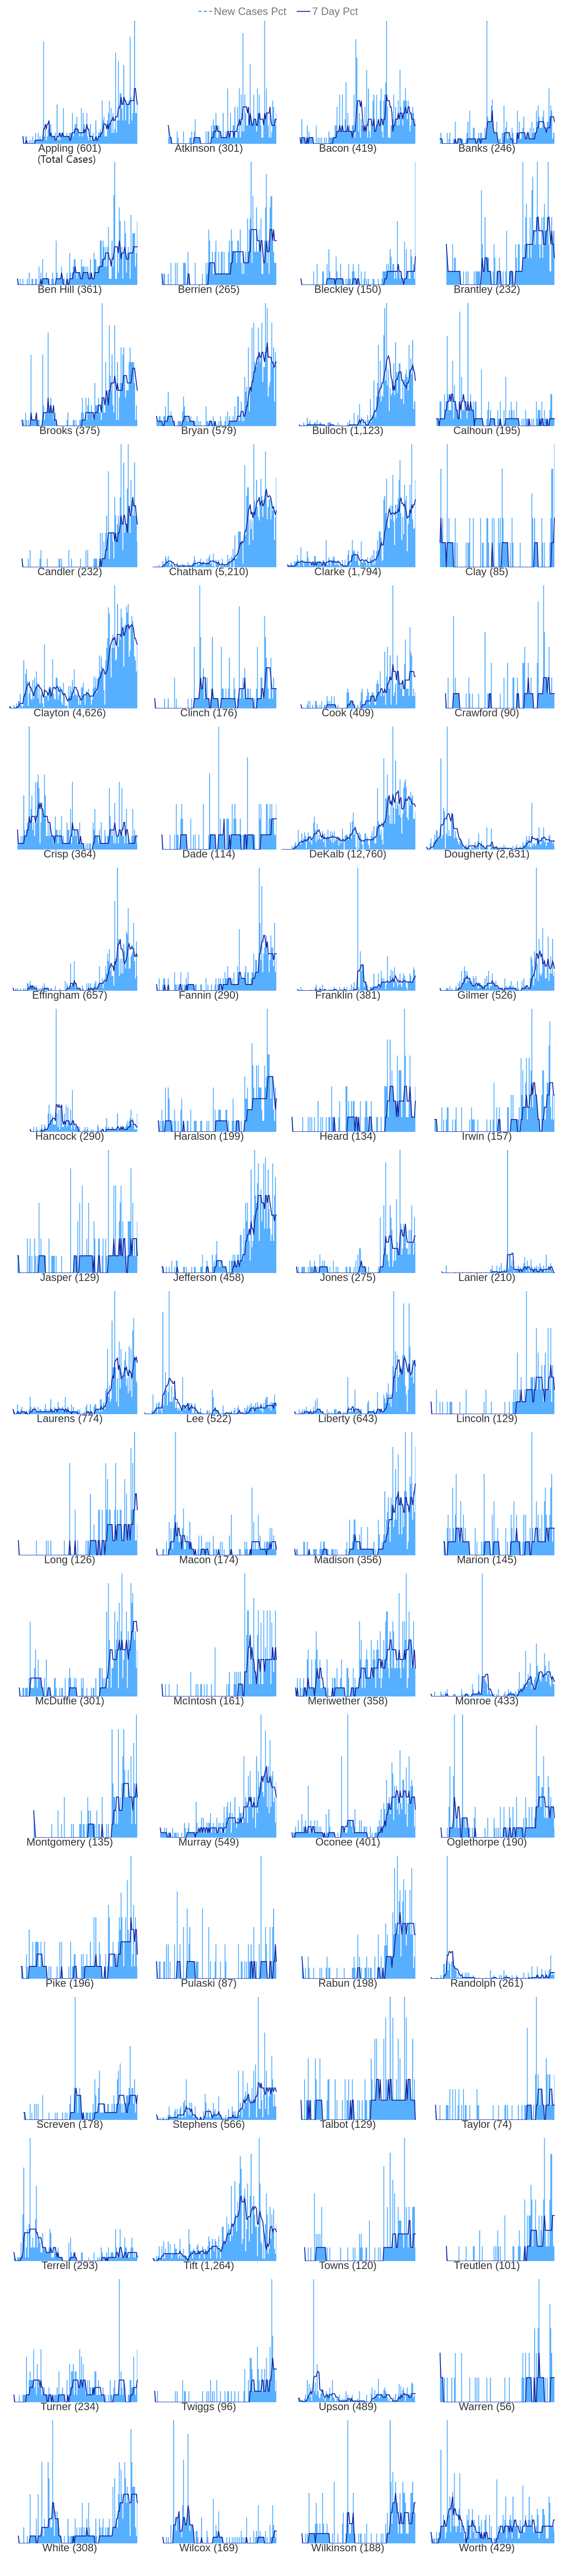 New Cases Pct 7 Day Pct
Appling (601) Atkinson (301) Bacon (419) Banks (246)
(Total Cases)
Ben Hill (361) Berrien (265) Bleckley (150) Brantley (232)
Brooks (375) Bryan (579) Bulloch (1,123) Calhoun (195)
Candler (232) Chatham (5,210) Clarke (1,794) Clay (85)
Clayton (4,626) Clinch (176) Cook (409) Crawford (90)
Crisp (364) Dade (114) DeKalb (12,760) Dougherty (2,631)
Effingham (657) Fannin (290) Franklin (381) Gilmer (526)
Hancock (290) Haralson (199) Heard (134) Irwin (157)
Jasper (129) Jefferson (458) Jones (275) Lanier (210)
Laurens (774) Lee (522) Liberty (643) Lincoln (129)
Long (126) Macon (174) Madison (356) Marion (145)
McDuffie (301) McIntosh (161) Meriwether (358) Monroe (433)
Montgomery (135) Murray (549) Oconee (401) Oglethorpe (190)
Pike (196) Pulaski (87) Rabun (198) Randolph (261)
Screven (178) Stephens (566) Talbot (129) Taylor (74)
Terrell (293) Tift (1,264) Towns (120) Treutlen (101)
Turner (234) Twiggs (96) Upson (489) Warren (56)
White (308) Wilcox (169) Wilkinson (188) Worth (429)